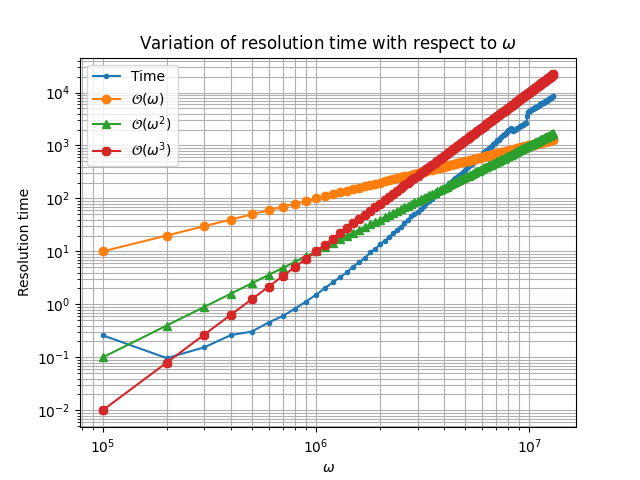 Variation of resolution time with respect to ω
Time
𝒪(ω)
𝒪(ω²)
𝒪(ω³)
Resolution time
10⁴
10³
10²
10¹
10⁰
10⁻¹
10⁻²
10⁵ 10⁶ 10⁷
ω